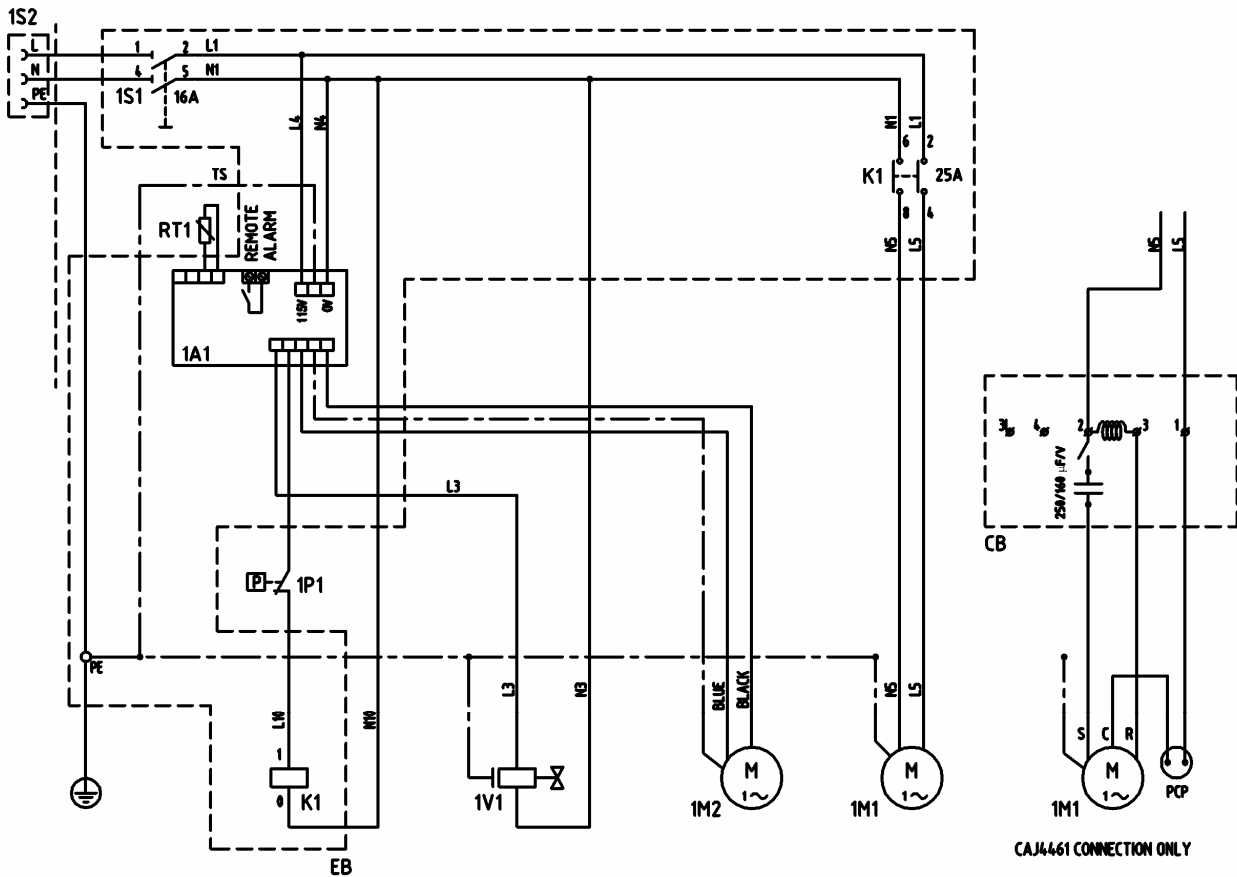 1S2
L 1 2 L1
N 4 5 N1
PE 1S1 16A
L4 N4
N1 L1
6 2
K1 25A
8 4
N5 L5
TS
RT1
REMOTE
ALARM
115V 0V
1A1
N5 L5
3 4 2 3 1
250/160 µF/V
CB
L3
P 1P1
PE
L10 N10 L3 N3 BLUE BLACK N5 L5
1
0 K1
1V1
M
1~
1M2
M
1~
1M1
S C R
M
1~
1M1
PCP
EB
CAJ4461 CONNECTION ONLY